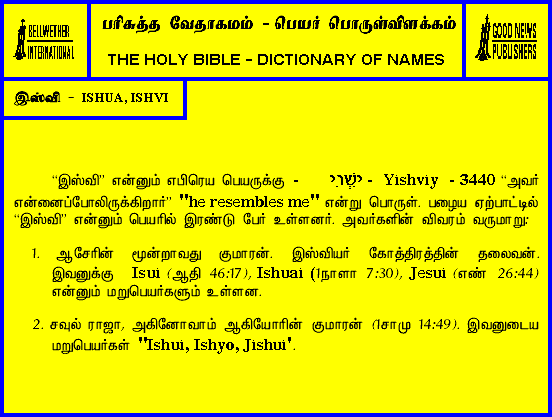 BELLWETHER
INTERNATIONAL
பரிசுத்த வேதாகமம் - பெயர் பொருள்விளக்கம்
THE HOLY BIBLE - DICTIONARY OF NAMES
GOOD NEWS
PUBLISHERS
இஸ்வி - ISHUA, ISHVI
“இஸ்வி” என்னும் எபிரெய பெயருக்கு - יִשְׁוִי - Yishviy - 3440 “அவர்
என்னைப்போலிருக்கிறார்” "he resembles me" என்று பொருள். பழைய ஏற்பாட்டில்
“இஸ்வி” என்னும் பெயரில் இரண்டு பேர் உள்ளனர். அவர்களின் விவரம் வருமாறு:
1. ஆசேரின் மூன்றாவது குமாரன். இஸ்வியர் கோத்திரத்தின் தலைவன்.
இவனுக்கு Isui (ஆதி 46:17), Ishuai (1நாளா 7:30), Jesui (எண் 26:44)
என்னும் மறுபெயர்களும் உள்ளன.
2. சவுல் ராஜா, அகினோவாம் ஆகியோரின் குமாரன் (1சாமு 14:49). இவனுடைய
மறுபெயர்கள் "Ishui, Ishyo, Jishui".